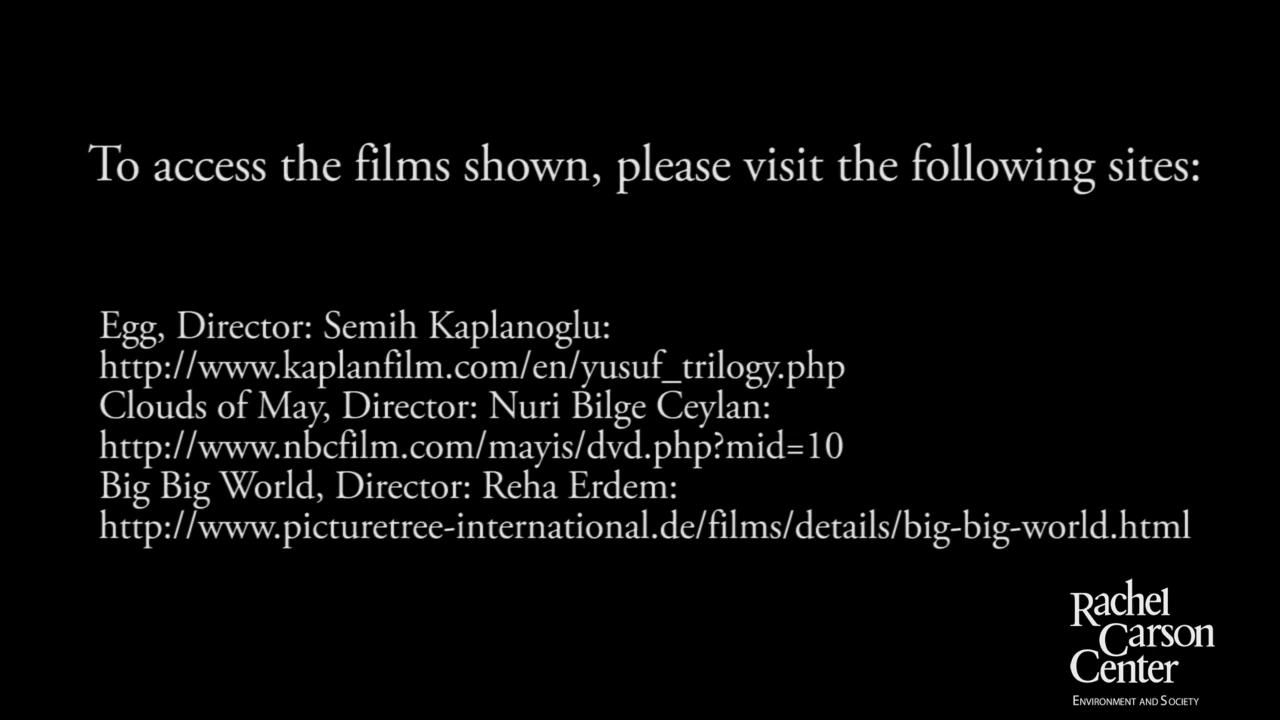 To access the films shown, please visit the following sites:
Egg, Director: Semih Kaplanoglu:
http://www.kaplanfilm.com/en/yusuf_trilogy.php
Clouds of May, Director: Nuri Bilge Ceylan:
http://www.nbcfilm.com/mayis/dvd.php?mid=10
Big Big World, Director: Reha Erdem:
http://www.picturetree-international.de/films/details/big-big-world.html
Rachel
Carson
Center
Environment and Society